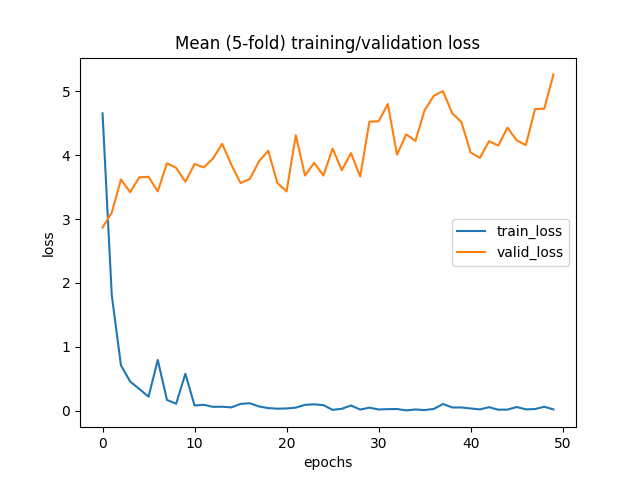 Mean (5-fold) training/validation loss
5
4
3
2
1
0
loss
train_loss
valid_loss
0 10 20 30 40 50
epochs